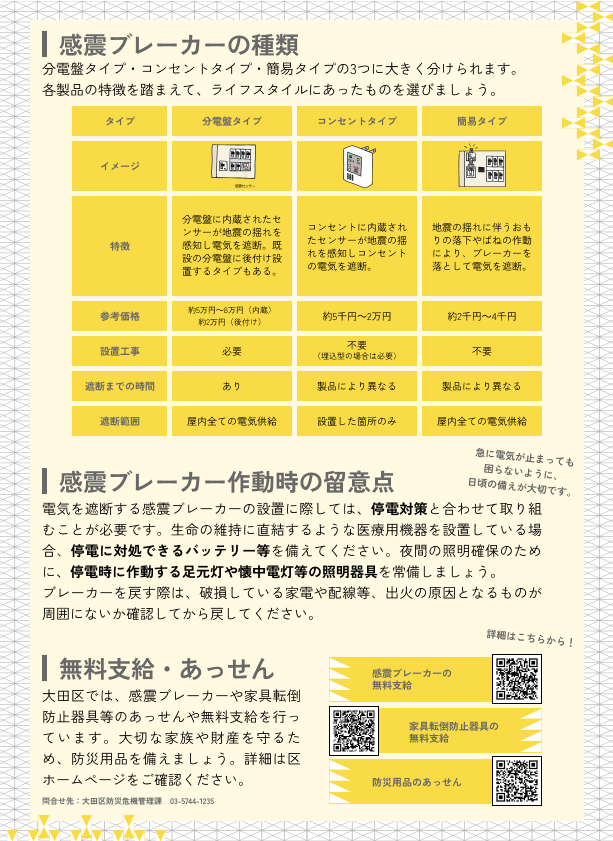 感震ブレーカーの種類
分電盤タイプ・コンセントタイプ・簡易タイプの3つに大きく分けられます。
各製品の特徴を踏まえて、ライフスタイルにあったものを選びましょう。
タイプ 分電盤タイプ コンセントタイプ 簡易タイプ
イメージ
感震センサー
特徴
分電盤に内蔵されたセ
ンサーが地震の揺れを
感知し電気を遮断。既
設の分電盤に後付け設
置するタイプもある。
コンセントに内蔵され
たセンサーが地震の揺
れを感知しコンセント
の電気を遮断。
地震の揺れに伴うおも
りの落下やばねの作動
により、ブレーカーを
落として電気を遮断。
参考価格
約5万円〜8万円（内蔵）
約2万円（後付け）
約5千円〜2万円
約2千円〜4千円
設置工事
必要
不要
（埋込型の場合は必要）
不要
遮断までの時間 あり 製品により異なる 製品により異なる
遮断範囲 屋内全ての電気供給 設置した箇所のみ 屋内全ての電気供給
急に電気が止まっても
困らないように、
日頃の備えが大切です。
感震ブレーカー作動時の留意点
電気を遮断する感震ブレーカーの設置に際しては、停電対策と合わせて取り組
むことが必要です。生命の維持に直結するような医療用機器を設置している場
合、停電に対処できるバッテリー等を備えてください。夜間の照明確保のため
に、停電時に作動する足元灯や懐中電灯等の照明器具を常備しましょう。
ブレーカーを戻す際は、破損している家電や配線等、出火の原因となるものが
周囲にないか確認してから戻してください。
詳細はこちらから！
無料支給・あっせん
大田区では、感震ブレーカーや家具転倒
防止器具等のあっせんや無料支給を行っ
ています。大切な家族や財産を守るた
め、防災用品を備えましょう。詳細は区
ホームページをご確認ください。
問合せ先：大田区防災危機管理課 03-5744-1235
感震ブレーカーの
無料支給
家具転倒防止器具の
無料支給
防災用品のあっせん